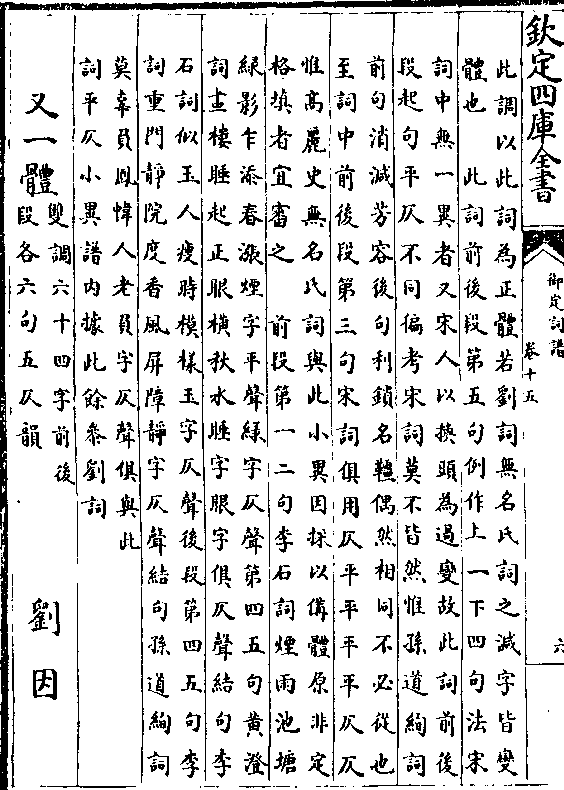 欽定四庫全書
御定詞譜
卷十五
六
此調以此詞為正體若劉詞無名氏詞之減字皆變
體也 此詞前後段第五句例作上一下四句法宋
詞中無一異者又宋人以換頭為過變故此詞前後
段起句平仄不同偏考宋詞莫不皆然惟孫道絢詞
前句消減芳容後句利鎖名韁偶然相同不必從也
至詞中前後段第三句宋詞俱用仄平平平平仄仄
惟高麗史無名氏詞與此小異因採以備體原非定
格填者宜審之 前段第一二句李石詞煙雨池塘
綠影乍添春漲煙字平聲綠字仄聲第四五句黃澄
詞畫樓睡起正眼橫秋水睡字眼字俱仄聲結句李
石詞似玉人瘦時模樣玉字仄聲後段第四五句李
詞重門靜院度香風屏障靜字仄聲結句孫道絢詞
莫辜負鳳幃人老負字仄聲俱與此
詞平仄小異譜内據此餘叅劉詞
又一體
雙調六十四字前後
段各六句五仄韻
劉因